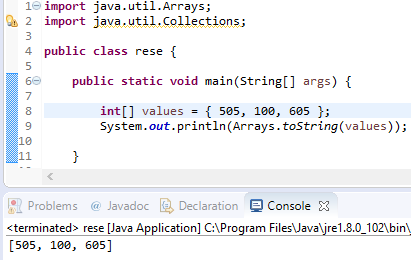 1 import java.util.Arrays;
2 import java.util.Collections;
3
4 public class rese {
5
6     public static void main(String[] args) {
7
8         int[] values = { 505, 100, 605 };
9         System.out.println(Arrays.toString(values));
10
11     }
Problems @ Javadoc Declaration Console
<terminated> rese [Java Application] C:\Program Files\Java\jre1.8.0_102\bin\
[505, 100, 605]